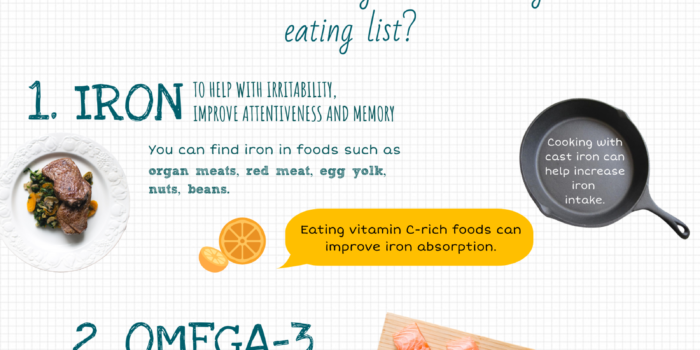 eating list?
1. IRON
TO HELP WITH IRRITABILITY,
IMPROVE ATTENTIVENESS AND MEMORY
You can find iron in foods such as
organ meats, red meat, egg yolk,
nuts, beans.
Cooking with
cast iron can
help increase
iron
intake.
Eating vitamin C-rich foods can
improve iron absorption.
2. OMEGA-3